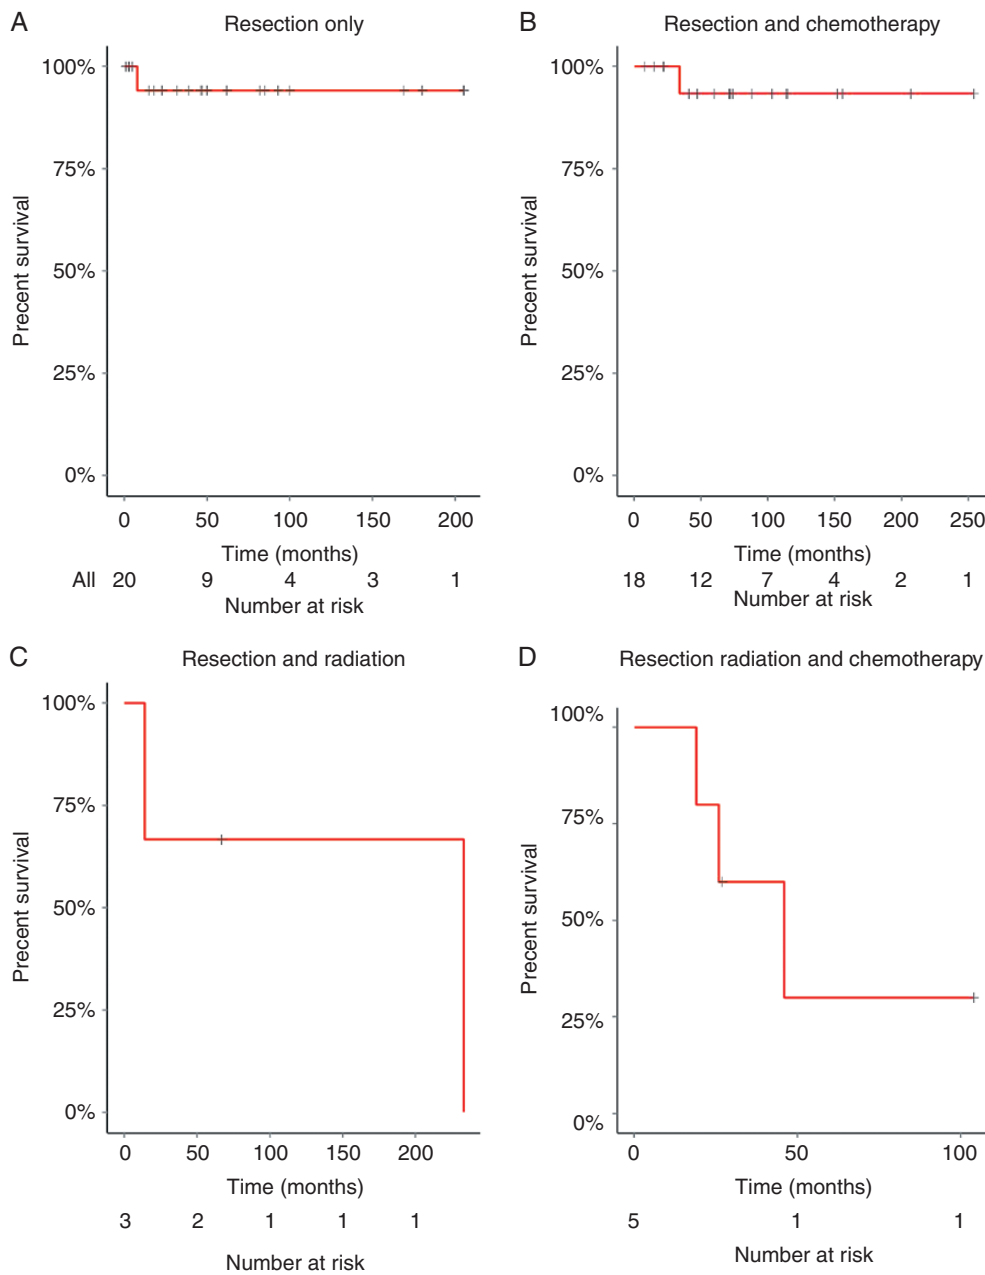 A
Resection only
100%
75%
50%
25%
0%
Precent survival
0 50 100 150 200
Time (months)
All 20 9 4 3 1
Number at risk
B
Resection and chemotherapy
100%
75%
50%
25%
0%
Precent survival
0 50 100 150 200 250
Time (months)
18 12 7 4 2 1
Number at risk
C
Resection and radiation
100%
75%
50%
25%
0%
Precent survival
0 50 100 150 200
Time (months)
3 2 1 1 1
Number at risk
D
Resection radiation and chemotherapy
100%
75%
50%
25%
0%
Precent survival
0 50 100
Time (months)
5 1 1
Number at risk